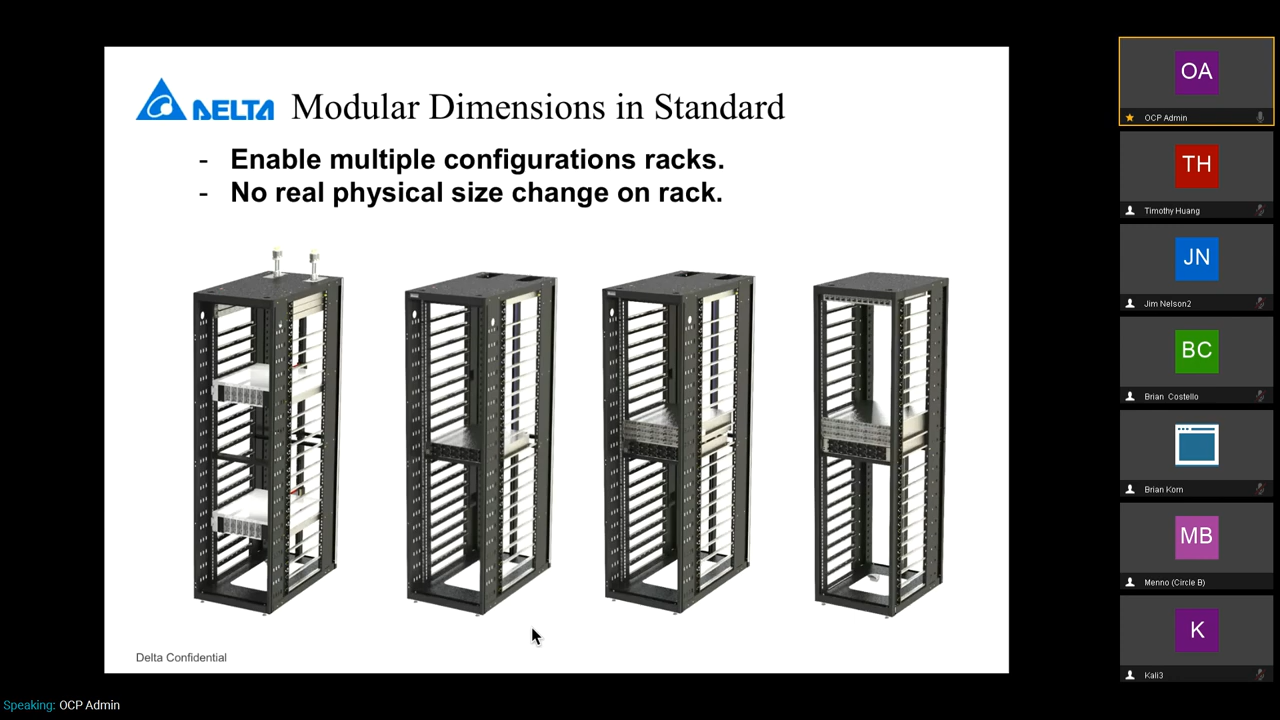 DELTA Modular Dimensions in Standard
- Enable multiple configurations racks.
- No real physical size change on rack.
Delta Confidential
OA
OCP Admin
TH
Timothy Huang
JN
Jim Nelson2
BC
Brian Costello
Brian Korn
MB
Menno (Circle B)
K
Kali3
Speaking: OCP Admin